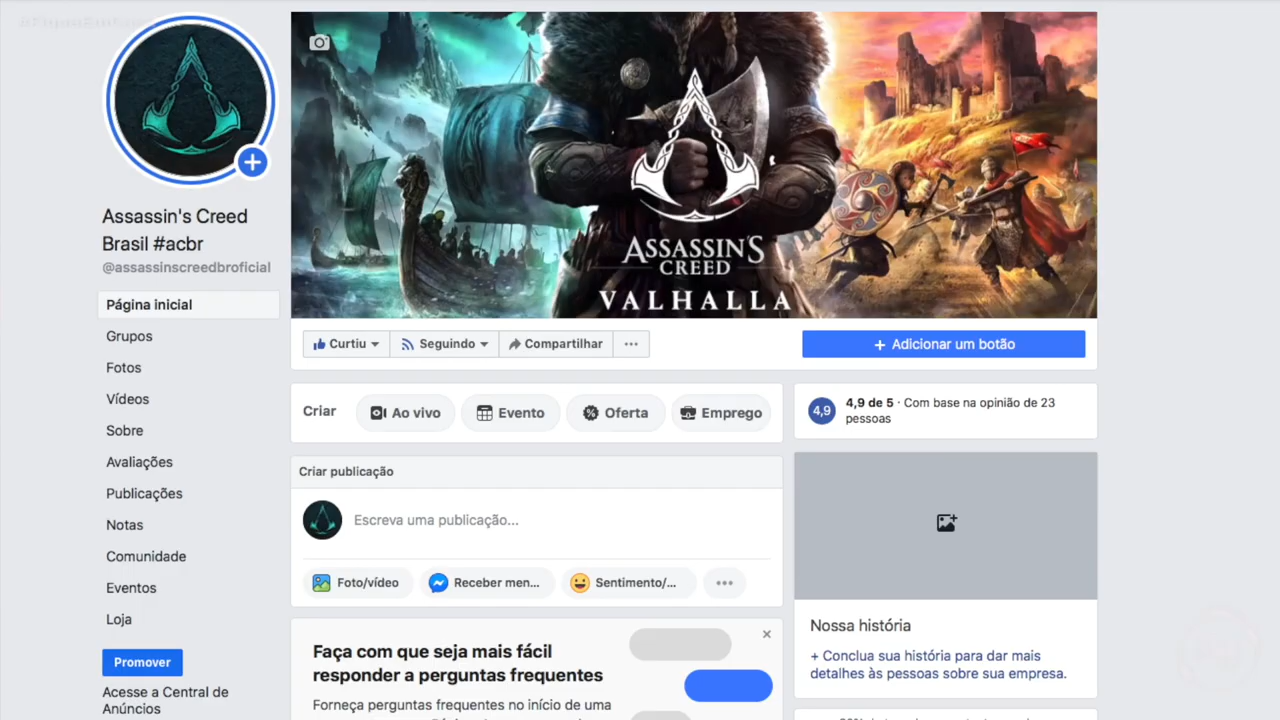 Assassin's Creed
Brasil #acbr
@assassinscreedbroficial
Página inicial
Grupos
Fotos
Vídeos
Sobre
Avaliações
Publicações
Notas
Comunidade
Eventos
Loja
Promover
Acesse a Central de
Anúncios
ASSASSIN'S
CREED
VALHALLA
Curtiu
Seguindo
Compartilhar
Adicionar um botão
Criar
Ao vivo
Evento
Oferta
Emprego
Criar publicação
Escreva uma publicação...
Foto/vídeo
Receber men...
Sentimento/...
Faça com que seja mais fácil
responder a perguntas frequentes
Forneça perguntas frequentes no início de uma
4,9
4,9 de 5 · Com base na opinião de 23
pessoas
Nossa história
+ Conclua sua história para dar mais
detalhes às pessoas sobre sua empresa.